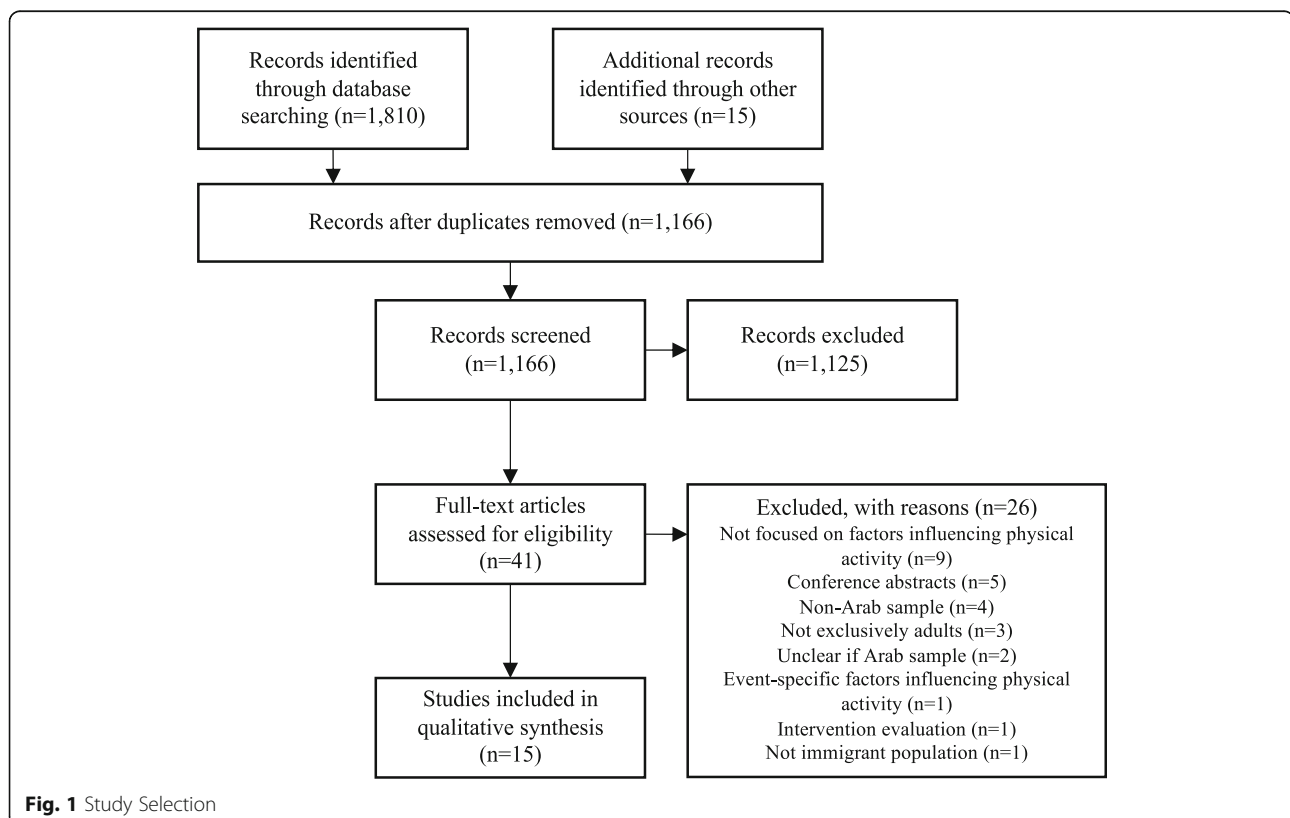 Records identified
through database
searching (n=1,810)
Additional records
identified through other
sources (n=15)
Records after duplicates removed (n=1,166)
Records screened
(n=1,166)
Records excluded
(n=1,125)
Full-text articles
assessed for eligibility
(n=41)
Excluded, with reasons (n=26)
Not focused on factors influencing physical
activity (n=9)
Conference abstracts (n=5)
Non-Arab sample (n=4)
Not exclusively adults (n=3)
Unclear if Arab sample (n=2)
Event-specific factors influencing physical
activity (n=1)
Intervention evaluation (n=1)
Not immigrant population (n=1)
Studies included in
qualitative synthesis
(n=15)
Fig. 1 Study Selection